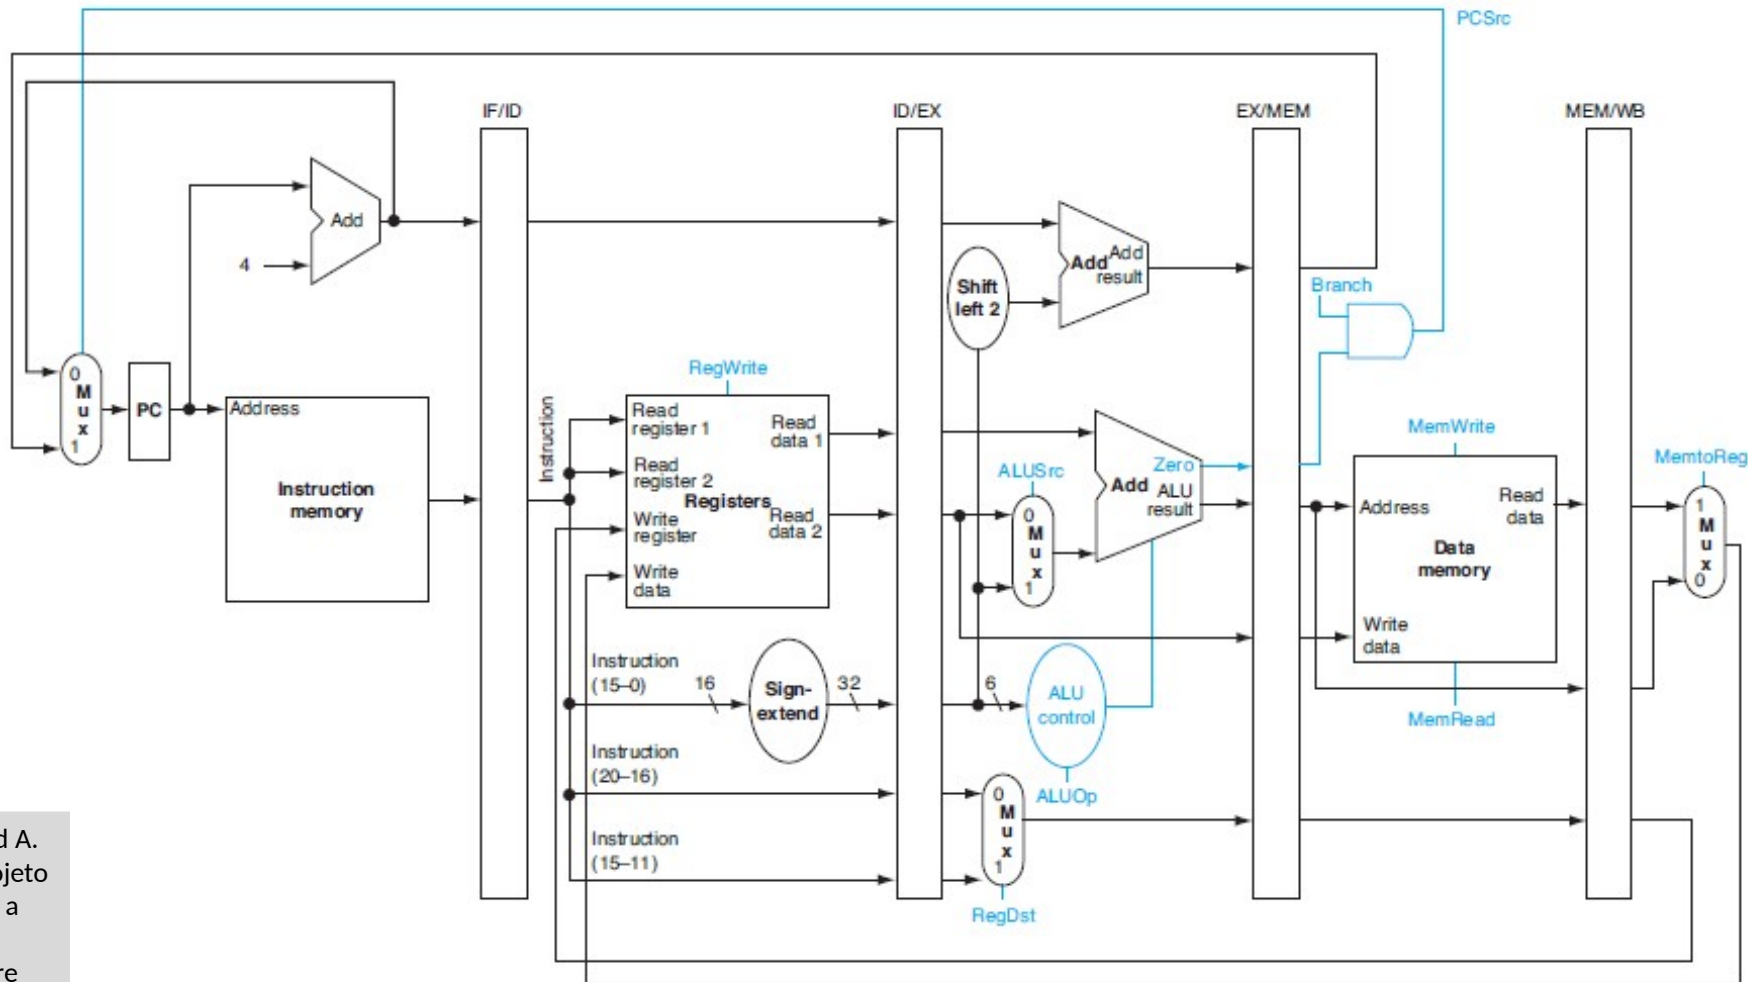 PCSrc
IF/ID
ID/EX
EX/MEM
MEM/WB
Add
4
Add
Add
result
Shift
left 2
Branch
0
M
u
x
1
PC
Address
Instruction
memory
Instruction
RegWrite
Read
register 1
Read
data 1
Read
register 2
Registers
Write
register
Read
data 2
Write
data
ALUSrc
0
M
u
x
1
Zero
Add
ALU
result
MemWrite
Address
Read
data
Data
memory
Write
data
MemRead
MemtoReg
1
M
u
x
0
Instruction
(15–0)
16
Sign-
extend
32
6
ALU
control
ALUOp
Instruction
(20–16)
Instruction
(15–11)
0
M
u
x
1
RegDst
d A.
ojeto
a
re